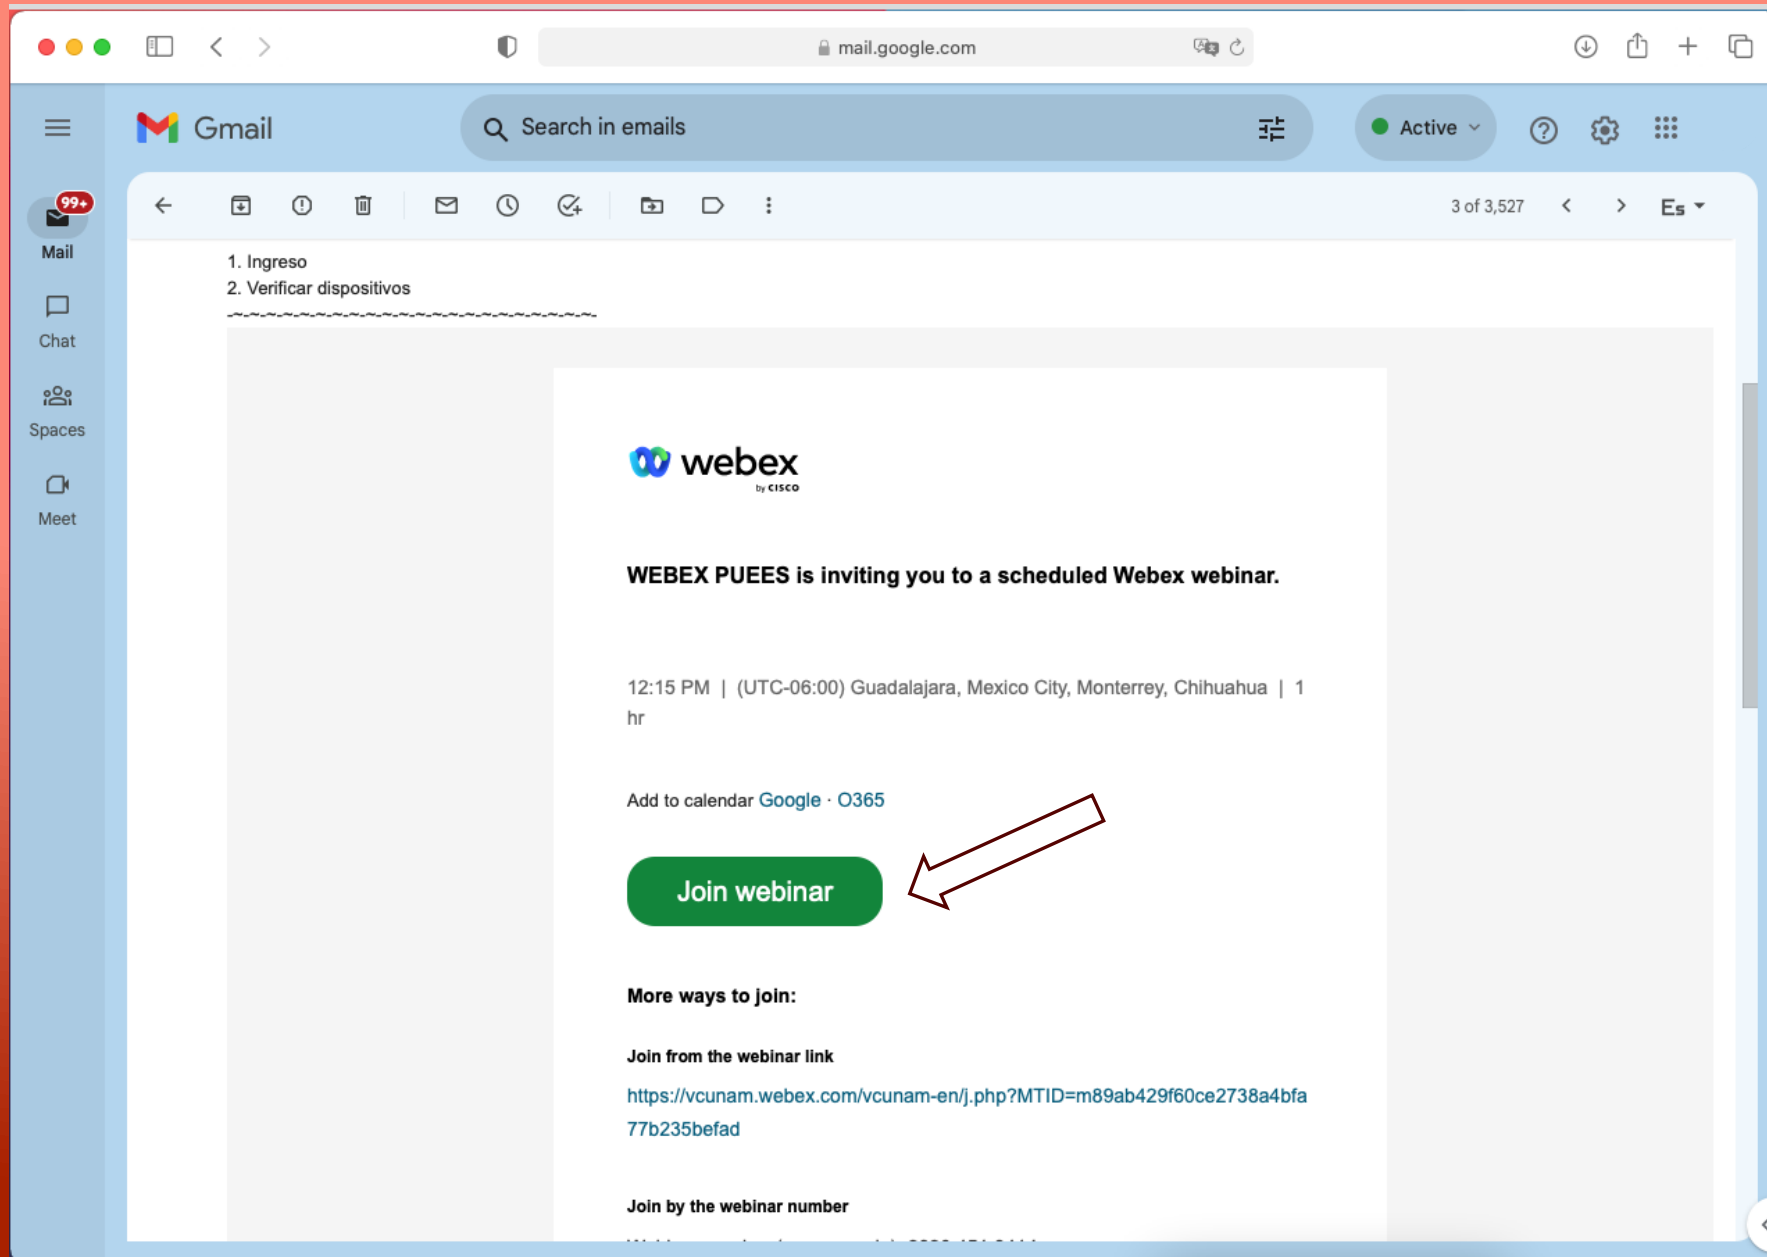 mail.google.com
Gmail
Search in emails
Active
99+
Mail
Chat
Spaces
Meet
3 of 3,527
Es
1. Ingreso
2. Verificar dispositivos
-~-~-~-~-~-~-~-~-~-~-~-~-~-~-~-~-~-~-~-~-~-~-
webex
by CISCO
WEBEX PUEES is inviting you to a scheduled Webex webinar.
12:15 PM | (UTC-06:00) Guadalajara, Mexico City, Monterrey, Chihuahua | 1
hr
Add to calendar Google · O365
Join webinar
More ways to join:
Join from the webinar link
https://vcunam.webex.com/vcunam-en/j.php?MTID=m89ab429f60ce2738a4bfa
77b235befad
Join by the webinar number